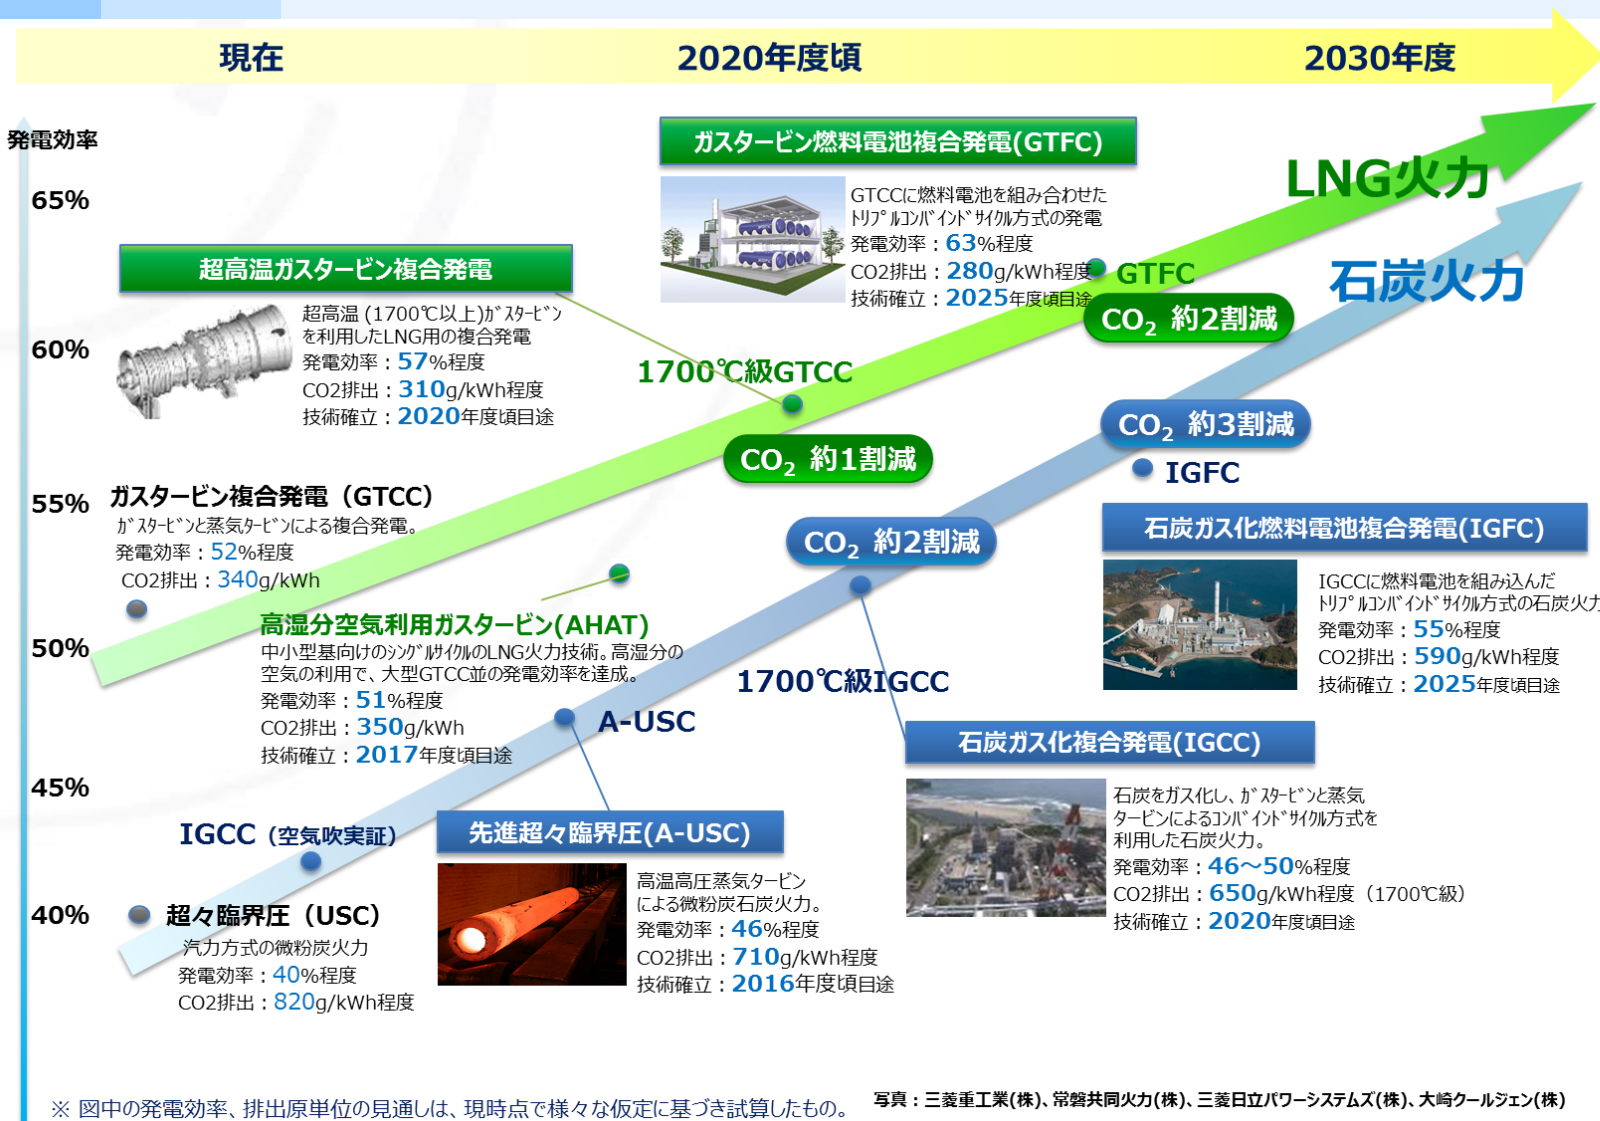 現在
2020年度頃
2030年度
発電効率
65%
60%
55%
50%
45%
40%
ガスタービン燃料電池複合発電(GTFC)
GTCCに燃料電池を組み合わせた
ﾄﾘﾌﾟﾙｺﾝﾊﾞｲﾝﾄﾞｻｲｸﾙ方式の発電
発電効率：63%程度
CO2排出：280g/kWh程度
技術確立：2025年度頃目途
GTFC
CO2 約2割減
LNG火力
石炭火力
超高温ガスタービン複合発電
超高温 (1700℃以上)ｶﾞｽﾀｰﾋﾞﾝ
を利用したLNG用の複合発電
発電効率：57%程度
CO2排出：310g/kWh程度
技術確立：2020年度頃目途
1700℃級GTCC
CO2 約1割減
CO2 約3割減
IGFC
ガスタービン複合発電（GTCC）
ｶﾞｽﾀｰﾋﾞﾝと蒸気ﾀｰﾋﾞﾝによる複合発電。
発電効率：52%程度
CO2排出：340g/kWh
CO2 約2割減
石炭ガス化燃料電池複合発電(IGFC)
IGCCに燃料電池を組み込んだ
ﾄﾘﾌﾟﾙｺﾝﾊﾞｲﾝﾄﾞｻｲｸﾙ方式の石炭火力
発電効率：55%程度
CO2排出：590g/kWh程度
技術確立：2025年度頃目途
高湿分空気利用ガスタービン(AHAT)
中小型基向けのｼﾝｸﾞﾙｻｲｸﾙのLNG火力技術。高湿分の
空気の利用で、大型GTCC並の発電効率を達成。
発電効率：51%程度
CO2排出：350g/kWh
技術確立：2017年度頃目途
1700℃級IGCC
A-USC
石炭ガス化複合発電(IGCC)
石炭をガス化し、ｶﾞｽﾀｰﾋﾞﾝと蒸気
タービンによるｺﾝﾊﾞｲﾝﾄﾞｻｲｸﾙ方式を
利用した石炭火力。
発電効率：46～50%程度
CO2排出：650g/kWh程度（1700℃級）
技術確立：2020年度頃目途
IGCC（空気吹実証）
先進超々臨界圧(A-USC)
高温高圧蒸気タービン
による微粉炭石炭火力。
発電効率：46%程度
CO2排出：710g/kWh程度
技術確立：2016年度頃目途
超々臨界圧（USC）
汽力方式の微粉炭火力
発電効率：40%程度
CO2排出：820g/kWh程度
※ 図中の発電効率、排出原単位の見通しは、現時点で様々な仮定に基づき試算したもの。
写真：三菱重工業(株)、常磐共同火力(株)、三菱日立パワーシステムズ(株)、大崎クールジェン(株)